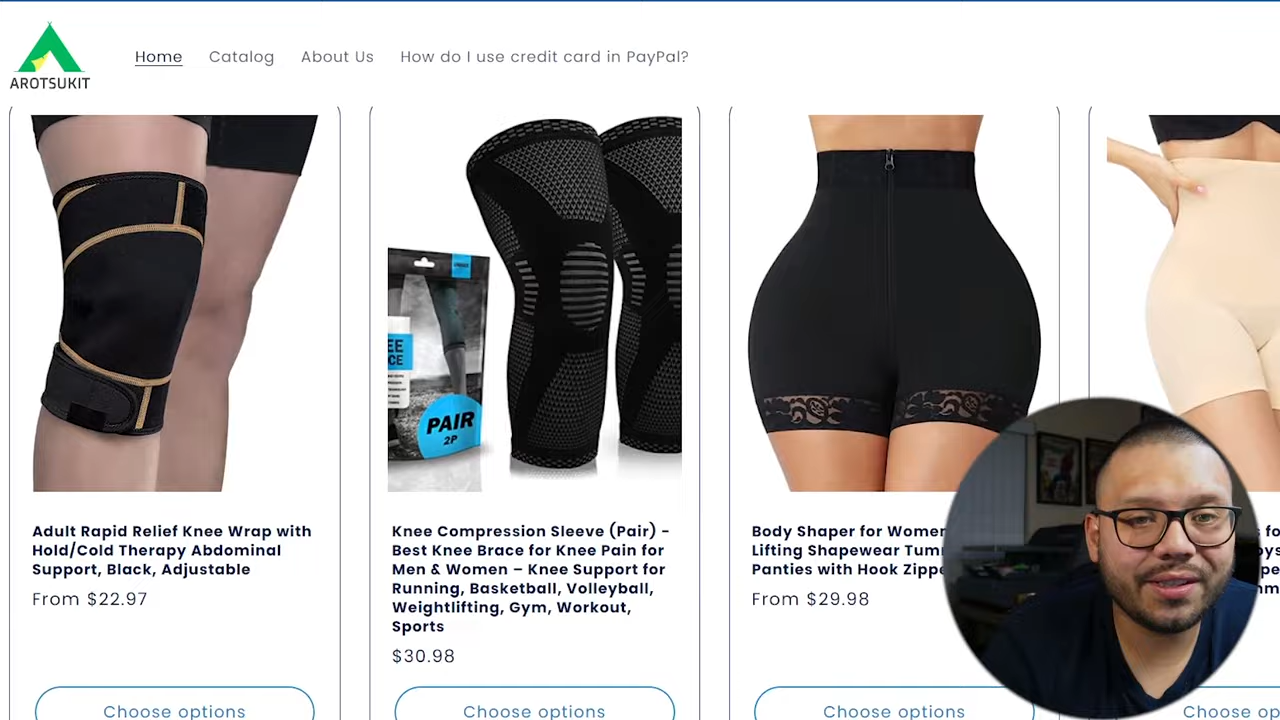 Home
Catalog
About Us
How do I use credit card in PayPal?
AROTSUKIT
PAIR
2P
Adult Rapid Relief Knee Wrap with
Hold/Cold Therapy Abdominal
Support, Black, Adjustable
From $22.97
Choose options
Knee Compression Sleeve (Pair) -
Best Knee Brace for Knee Pain for
Men & Women – Knee Support for
Running, Basketball, Volleyball,
Weightlifting, Gym, Workout,
Sports
$30.98
Choose options
Body Shaper for Women
Lifting Shapewear
Panties with Hook
From $29.98
Choose options
Choose